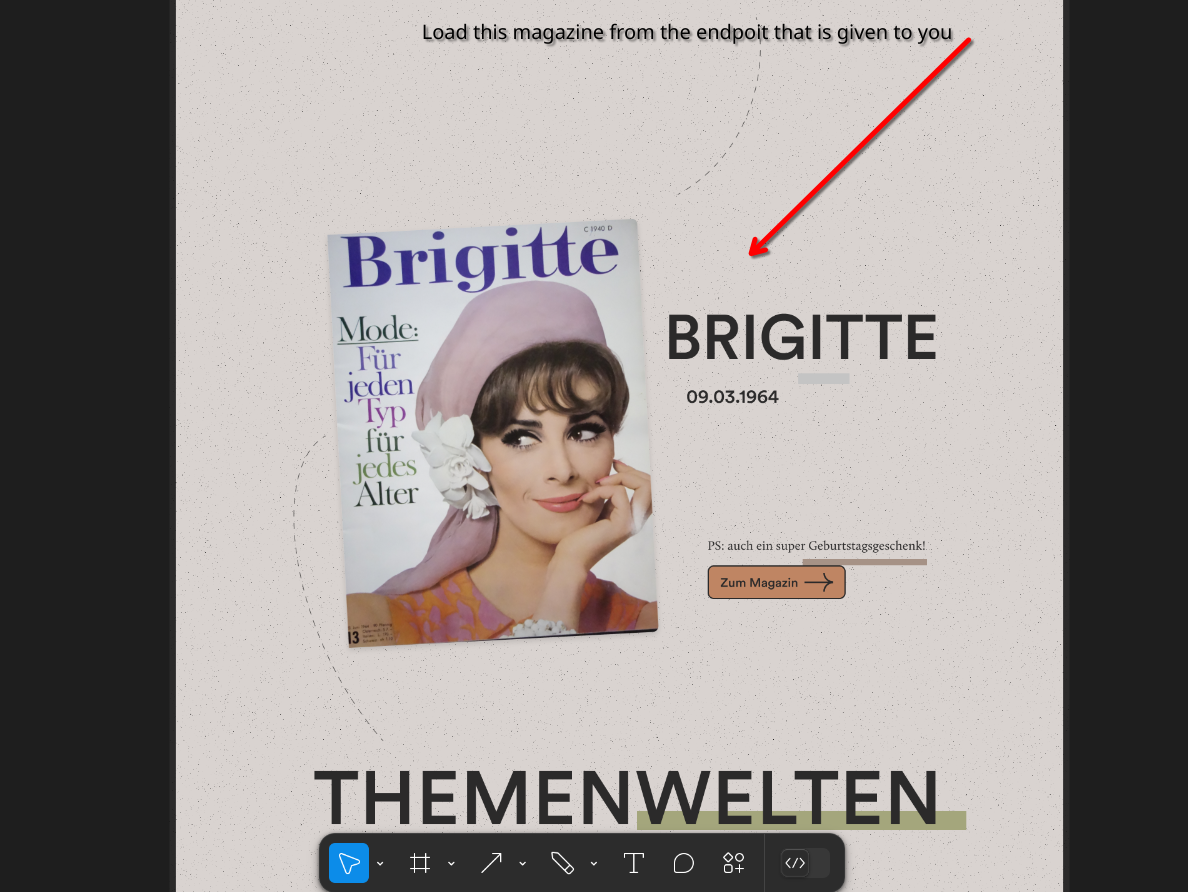 Load this magazine from the endpoit that is given to you
C 1940 D
Brigitte
Mode:
Für
jeden
Typ
für
jedes
Alter
13
BRIGITTE
09.03.1964
PS: auch ein super Geburtstagsgeschenk!
Zum Magazin
THEMENWELTEN